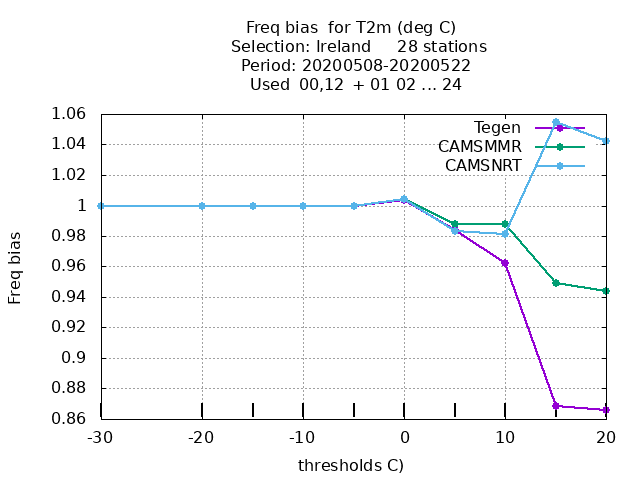 Freq bias  for T2m (deg C)
Selection: Ireland     28 stations
Period: 20200508-20200522
Used  00,12  + 01 02 ... 24
1.06
1.04
1.02
1
0.98
0.96
0.94
0.92
0.9
0.88
0.86
Freq bias
Tegen
CAMSMMR
CAMSNRT
-30
-20
-10
0
10
20
thresholds C)